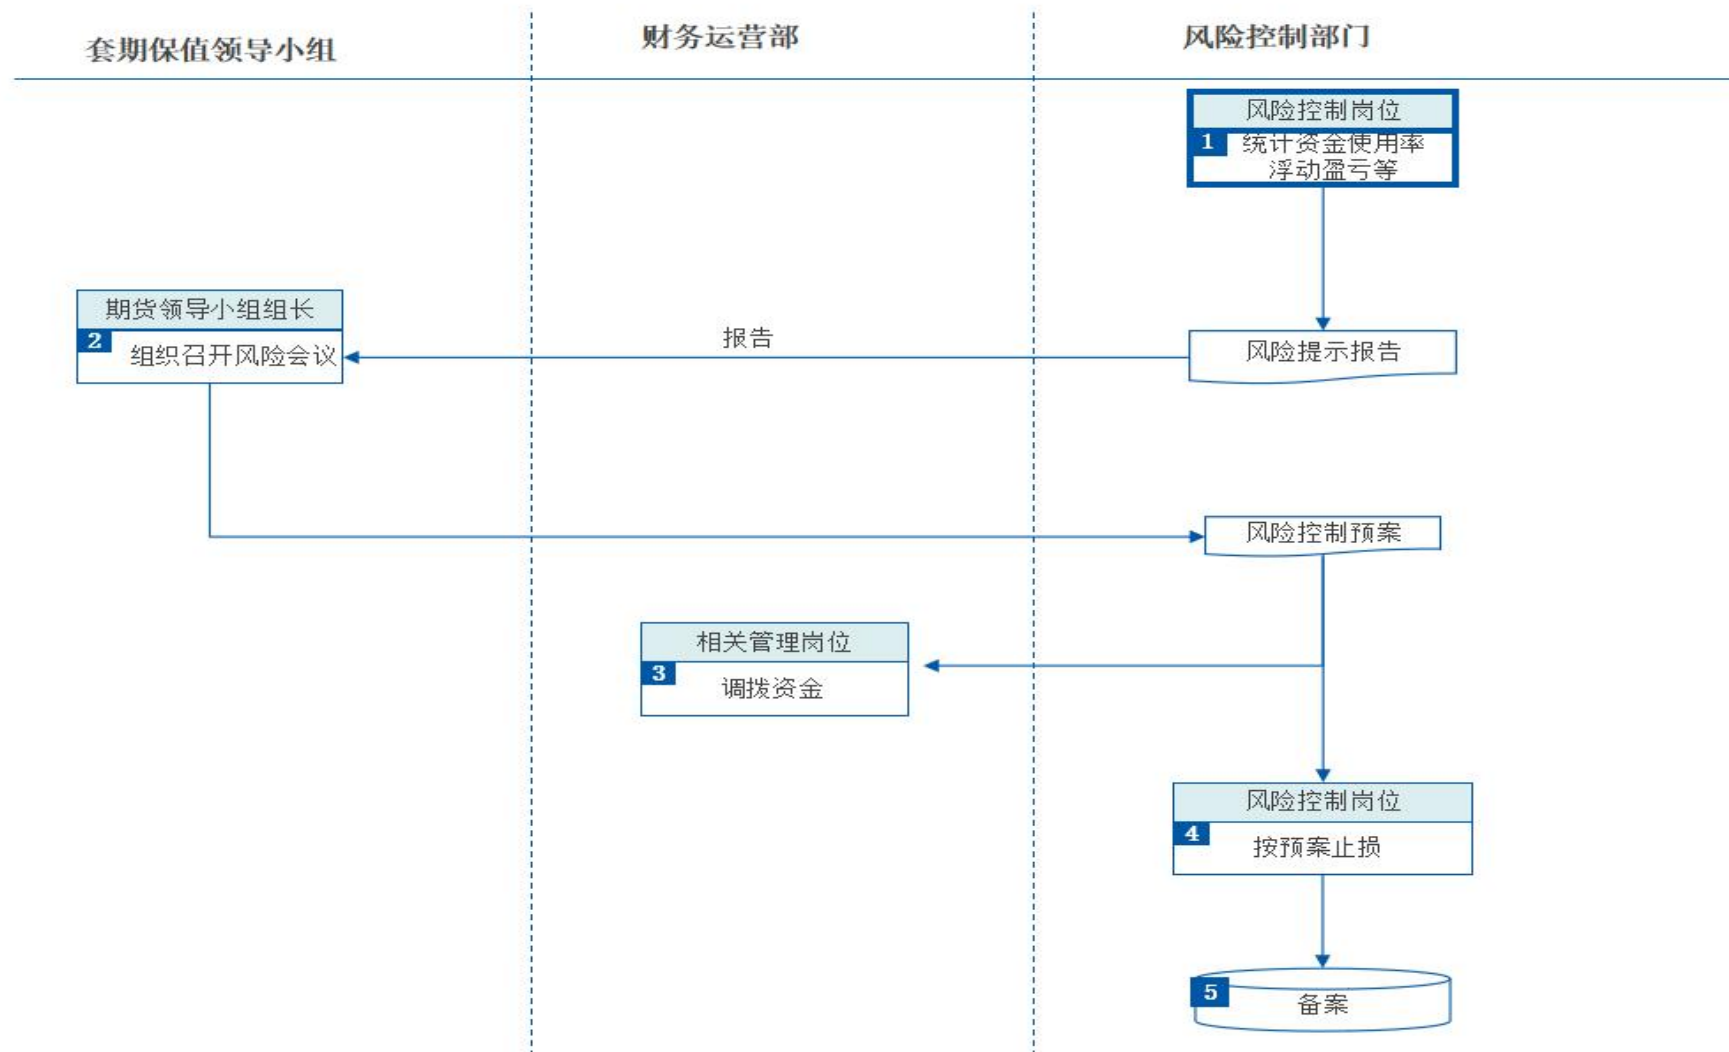 套期保值领导小组
财务运营部
风险控制部门
风险控制岗位
1
统计资金使用率
浮动盈亏等
期货领导小组组长
2
组织召开风险会议
报告
风险提示报告
风险控制预案
相关管理岗位
3
调拨资金
风险控制岗位
4
按预案止损
5
备案